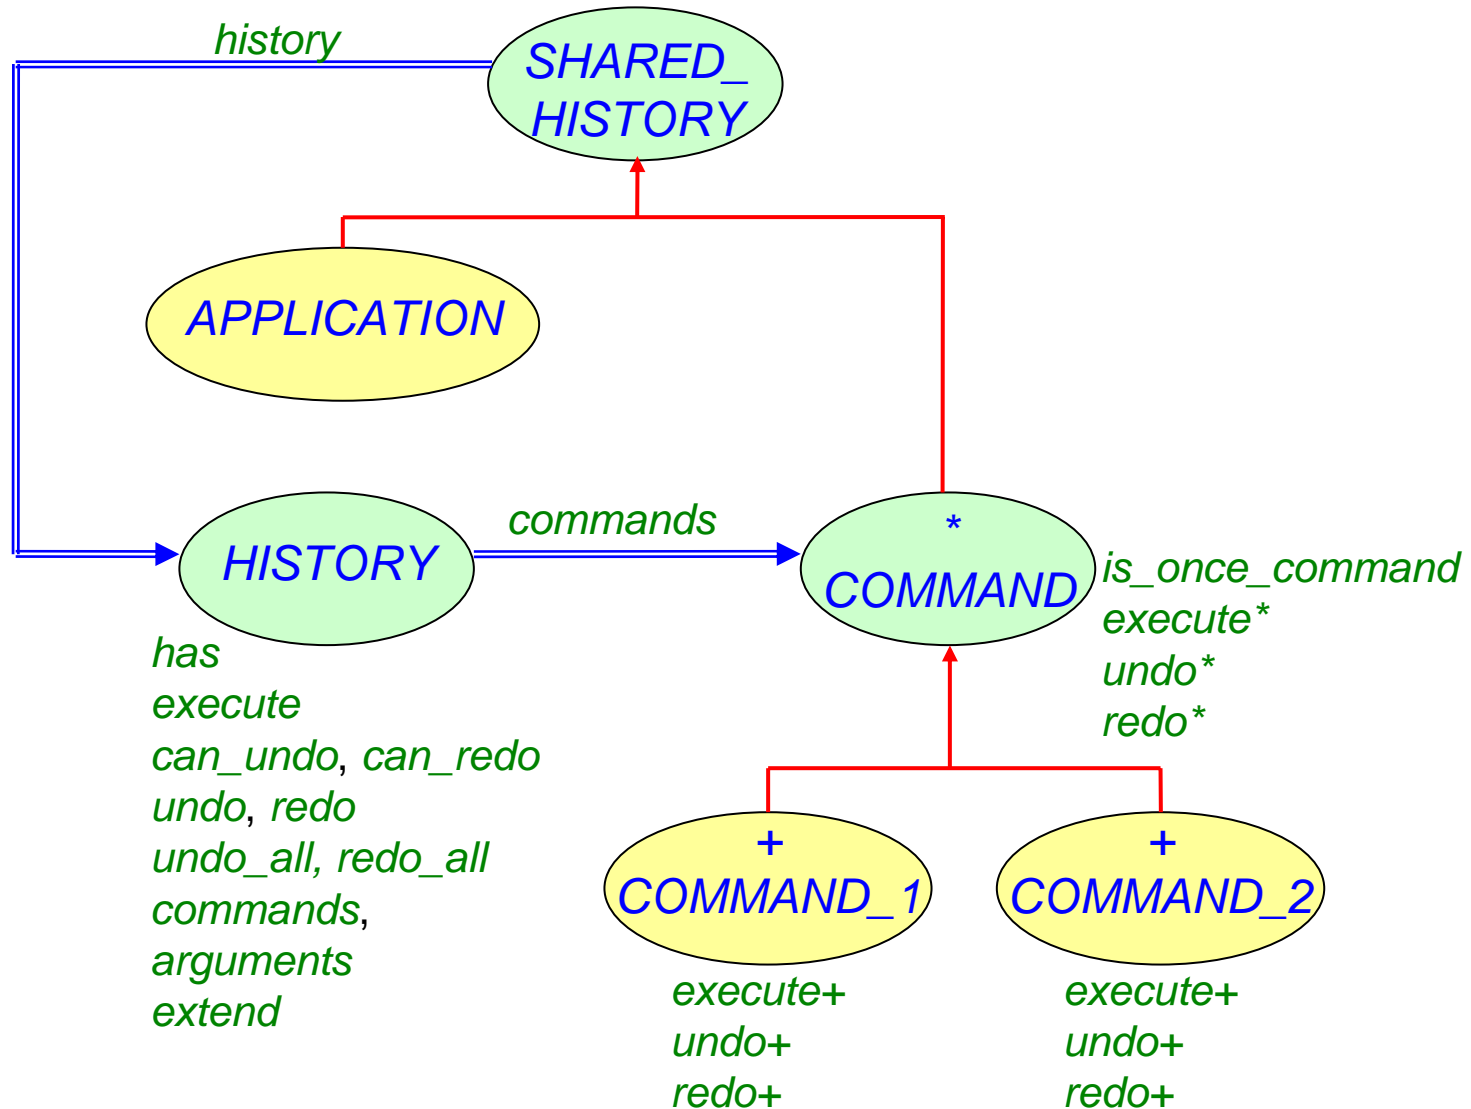 history
SHARED_
HISTORY
APPLICATION
HISTORY
commands
*
COMMAND
is_once_command
execute*
undo*
redo*
has
execute
can_undo, can_redo
undo, redo
undo_all, redo_all
commands,
arguments
extend
+
COMMAND_1
execute+
undo+
redo+
+
COMMAND_2
execute+
undo+
redo+